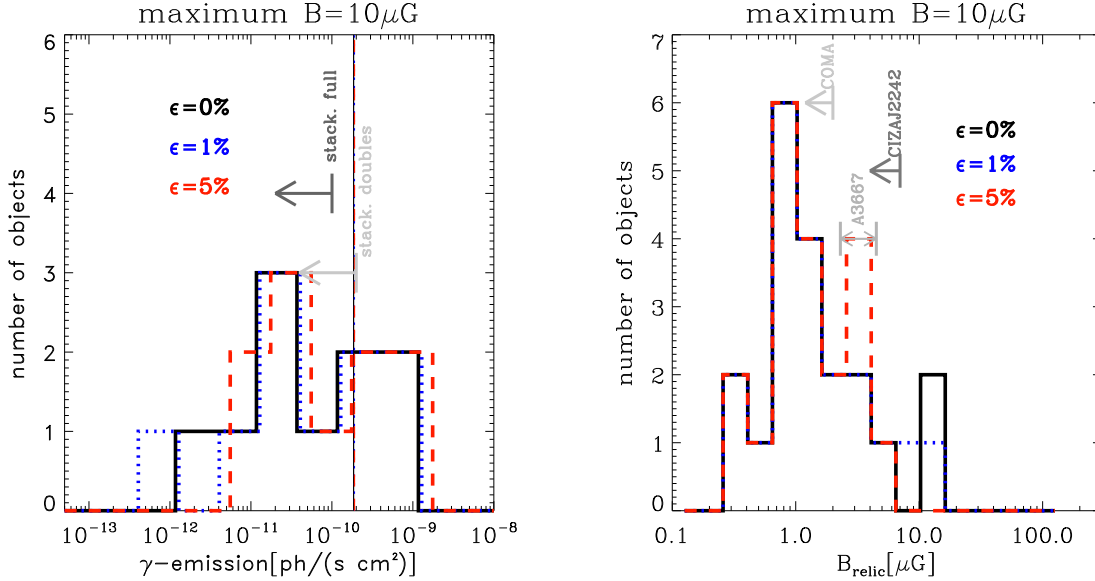 maximum B=10μG
6
5
4
3
2
1
0
number of objects
ϵ=0%
ϵ=1%
ϵ=5%
stack. full
stack. doubles
10⁻¹³
10⁻¹²
10⁻¹¹
10⁻¹⁰
10⁻⁹
10⁻⁸
γ−emission[ph/(s cm²)]
maximum B=10μG
7
6
5
4
3
2
1
0
number of objects
COMA
CIZAJ2242
A3667
ϵ=0%
ϵ=1%
ϵ=5%
0.1
1.0
10.0
100.0
B_relic[μG]